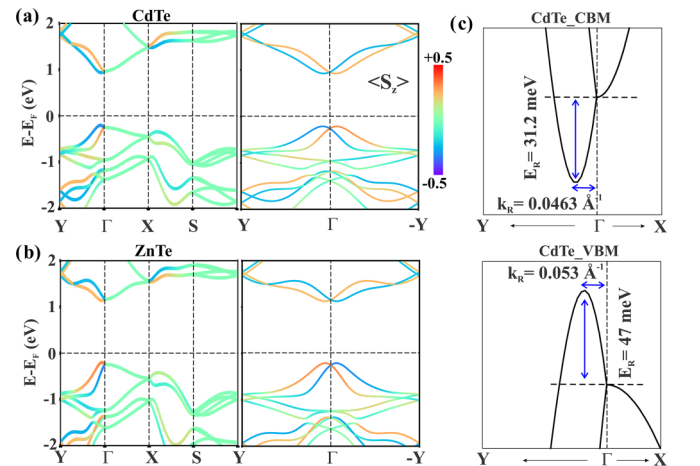 (a) CdTe
2
1
0
-1
-2
E-E_F (eV)
Y Γ X S Y Γ -Y
<S_z>
+0.5
-0.5
(b) ZnTe
2
1
0
-1
-2
E-E_F (eV)
Y Γ X S Y Γ -Y
(c) CdTe_CBM
E_R= 31.2 meV
k_R= 0.0463 Å⁻¹
Y Γ X
CdTe_VBM
k_R= 0.053 Å⁻¹
E_R= 47 meV
Y Γ X